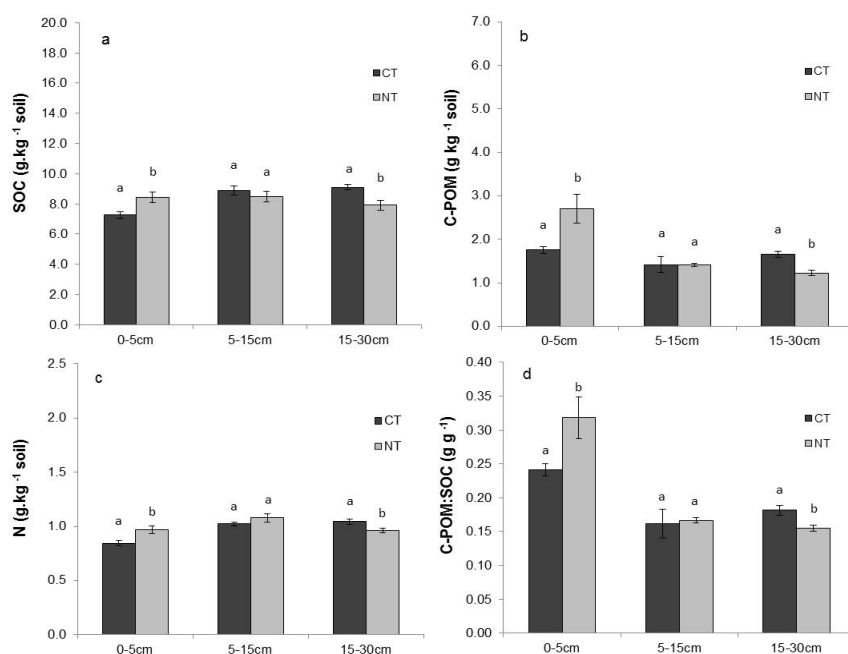 a
SOC (g.kg -1 soil)
20.0
18.0
16.0
14.0
12.0
10.0
8.0
6.0
4.0
2.0
0.0
CT
NT
a b a a a b
0-5cm 5-15cm 15-30cm
b
C-POM (g kg -1 soil)
7.0
6.0
5.0
4.0
3.0
2.0
1.0
0.0
CT
NT
a b a a a b
0-5cm 5-15cm 15-30cm
c
N (g.kg -1 soil)
2.5
2.0
1.5
1.0
0.5
0.0
CT
NT
a b a a a b
0-5cm 5-15cm 15-30cm
d
C-POM:SOC (g g-1)
0.40
0.35
0.30
0.25
0.20
0.15
0.10
0.05
0.00
CT
NT
a b a a a b
0-5cm 5-15cm 15-30cm